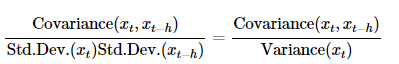 Covariance(x_t, x_{t-h}) / Std.Dev.(x_t)Std.Dev.(x_{t-h}) = Covariance(x_t, x_{t-h}) / Variance(x_t)